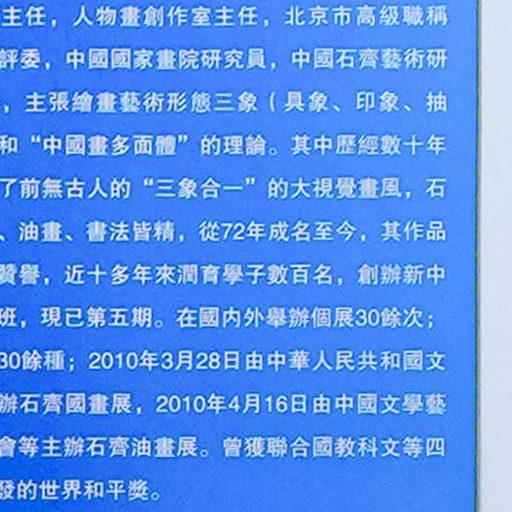 主任，人物畫創作室主任，北京市高級職稱
評委，中國國家畫院研究員，中國石齊藝術研
，主張繪畫藝術形態三象（具象、印象、抽
和“中國畫多面體”的理論。其中歷經數十年
了前無古人的“三象合一”的大視覺畫風，石
、油畫、書法皆精，從72年成名至今，其作品
贊譽，近十多年來潤育學子數百名，創辦新中
班，現已第五期。在國内外舉辦個展30餘次；
30餘種；2010年3月28日由中華人民共和國文
辦石齊國畫展，2010年4月16日由中國文學藝
會等主辦石齊油畫展。曾獲聯合國教科文等四
發的世界和平獎。